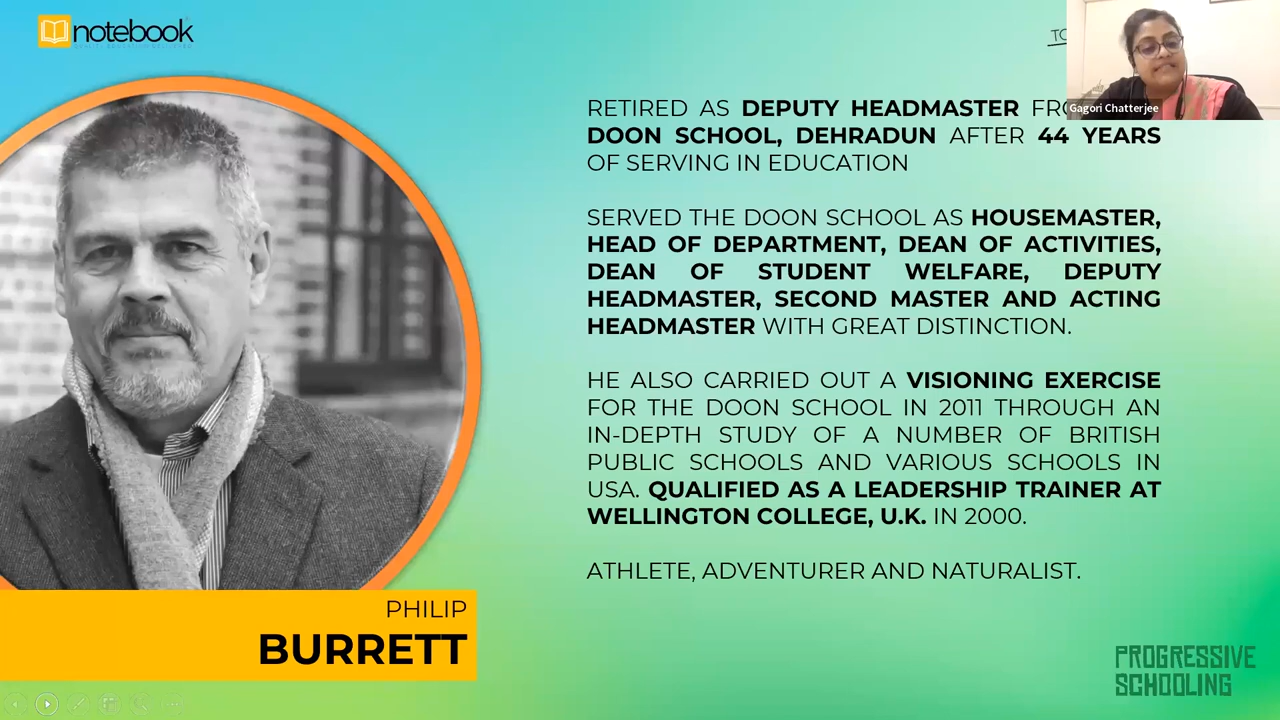 notebook
Gagori Chatterjee
RETIRED AS DEPUTY HEADMASTER
DOON SCHOOL, DEHRADUN AFTER 44 YEARS
OF SERVING IN EDUCATION
SERVED THE DOON SCHOOL AS HOUSEMASTER,
HEAD OF DEPARTMENT, DEAN OF ACTIVITIES,
DEAN OF STUDENT WELFARE, DEPUTY
HEADMASTER, SECOND MASTER AND ACTING
HEADMASTER WITH GREAT DISTINCTION.
HE ALSO CARRIED OUT A VISIONING EXERCISE
FOR THE DOON SCHOOL IN 2011 THROUGH AN
IN-DEPTH STUDY OF A NUMBER OF BRITISH
PUBLIC SCHOOLS AND VARIOUS SCHOOLS IN
USA. QUALIFIED AS A LEADERSHIP TRAINER AT
WELLINGTON COLLEGE, U.K. IN 2000.
ATHLETE, ADVENTURER AND NATURALIST.
PHILIP
BURRETT
PROGRESSIVE
SCHOOLING